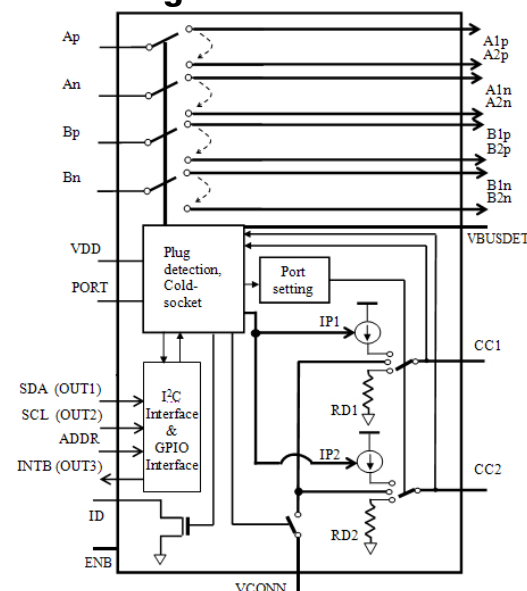 Ap
A1p
A2p
An
A1n
A2n
Bp
B1p
B2p
Bn
B1n
B2n
VBUSDET
VDD
Plug
detection,
Cold-
socket
Port
setting
PORT
IP1
CC1
RD1
SDA (OUT1)
SCL (OUT2)
ADDR
INTB (OUT3)
I²C
Interface
&
GPIO
Interface
IP2
CC2
RD2
ID
ENB
VCONN